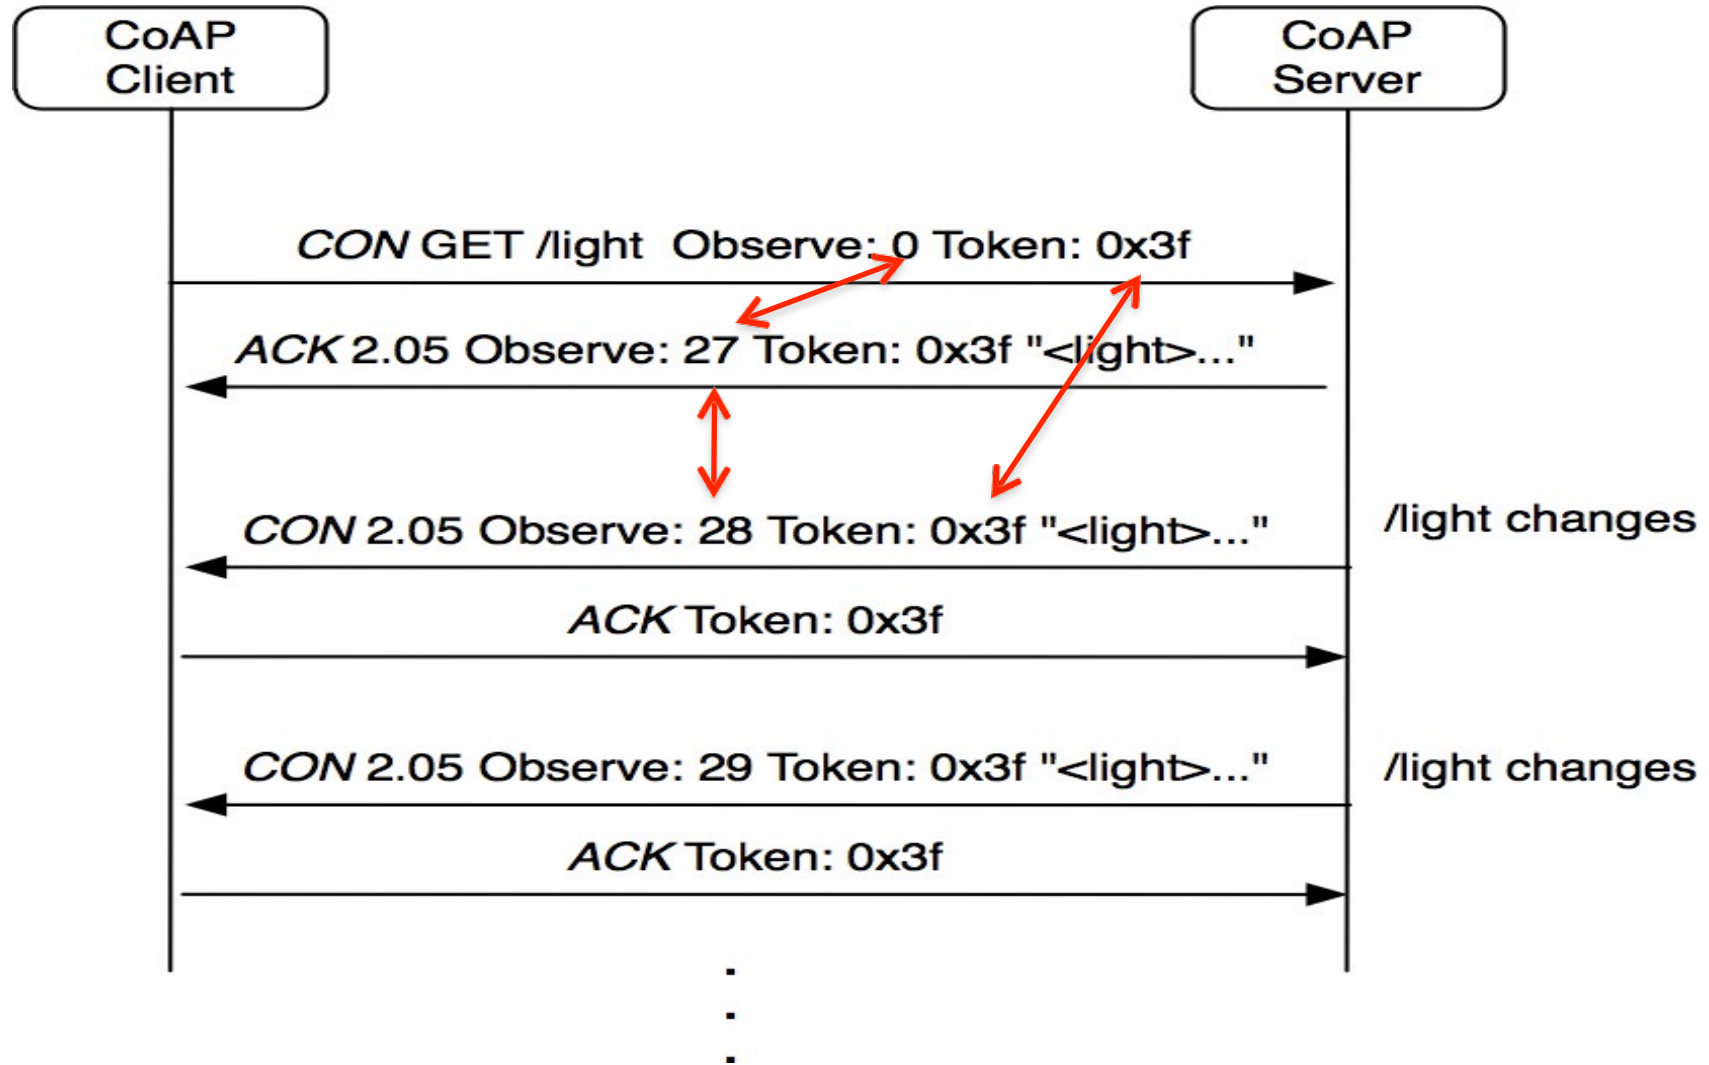 CoAP
Client
CoAP
Server
CON GET /light  Observe: 0 Token: 0x3f
ACK 2.05 Observe: 27 Token: 0x3f "<light>..."
CON 2.05 Observe: 28 Token: 0x3f "<light>..."
/light changes
ACK Token: 0x3f
CON 2.05 Observe: 29 Token: 0x3f "<light>..."
/light changes
ACK Token: 0x3f